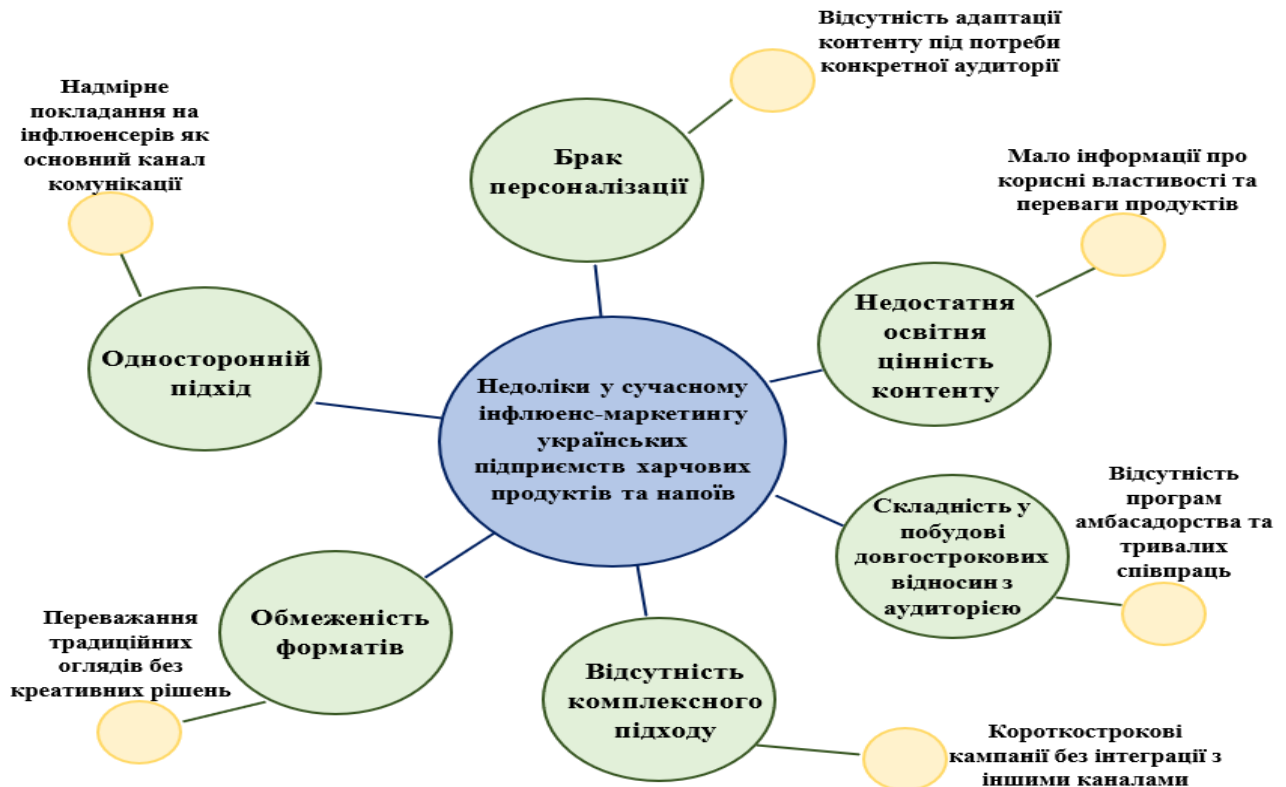 Відсутність адаптації
контенту під потреби
конкретної аудиторії
Надмірне
покладання на
інфлюенсерів як
основний канал
комунікації
Брак
персоналізації
Мало інформації про
корисні властивості та
переваги продуктів
Недостатня
освітня
цінність
контенту
Односторонній
підхід
Недоліки у сучасному
інфлюенс-маркетингу
українських
підприємств харчових
продуктів та напоїв
Відсутність
програм
амбасадорства та
тривалих
співпраць
Складність у
побудові
довгострокових
відносин з
аудиторією
Переважання
традиційних
оглядів без
креативних рішень
Обмеженість
форматів
Відсутність
комплексного
підходу
Короткострокові
кампанії без інтеграції з
іншими каналами